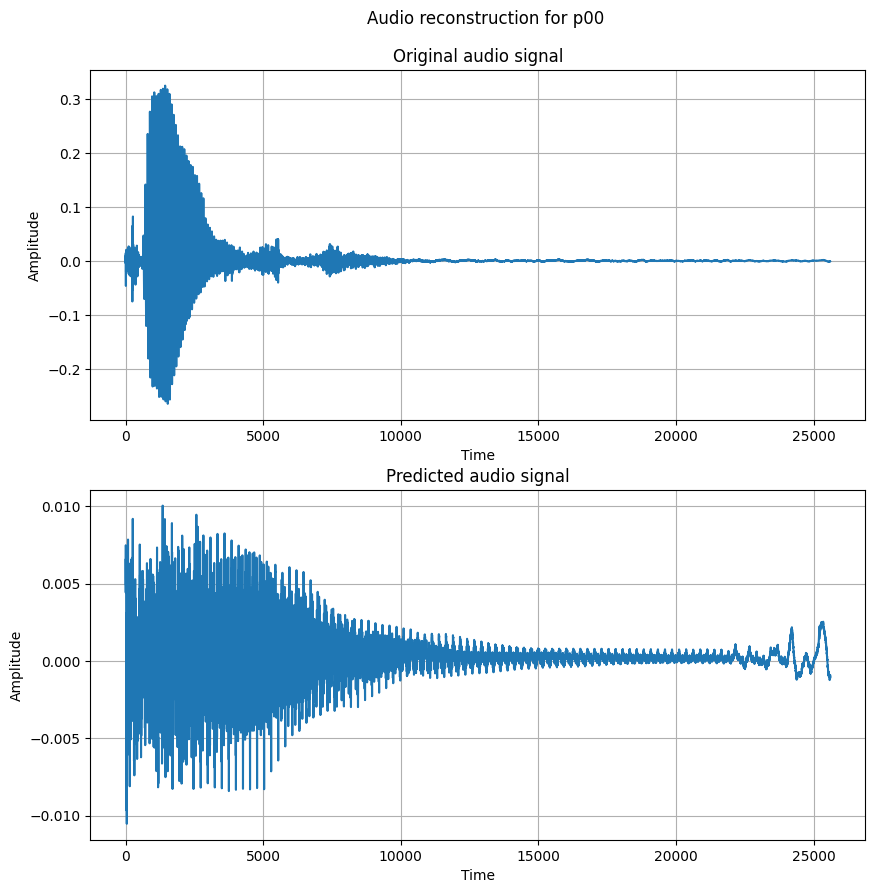 Audio reconstruction for p00
Original audio signal
0.3
0.2
0.1
0.0
−0.1
−0.2
Amplitude
0 5000 10000 15000 20000 25000
Time
Predicted audio signal
0.010
0.005
0.000
−0.005
−0.010
Amplitude
0 5000 10000 15000 20000 25000
Time